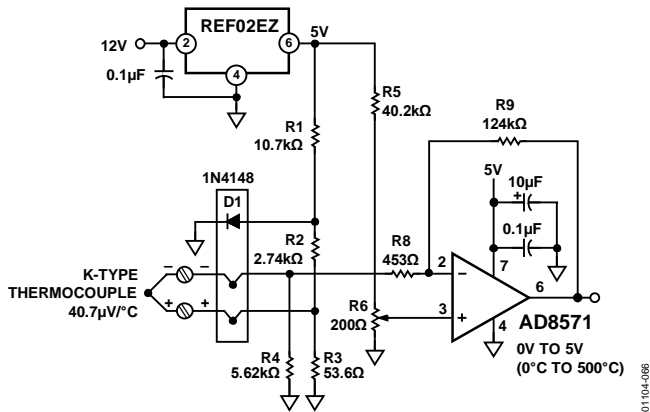 REF02EZ
12V
2
6
5V
4
0.1µF
R5
40.2kΩ
R9
124kΩ
R1
10.7kΩ
1N4148
D1
5V
10µF
+
0.1µF
R2
2.74kΩ
R8
453Ω
2
−
7
6
K-TYPE
THERMOCOUPLE
40.7µV/°C
−
−
+
+
R6
200Ω
3
+
4
AD8571
0V TO 5V
(0°C TO 500°C)
R4
5.62kΩ
R3
53.6Ω
01104-066